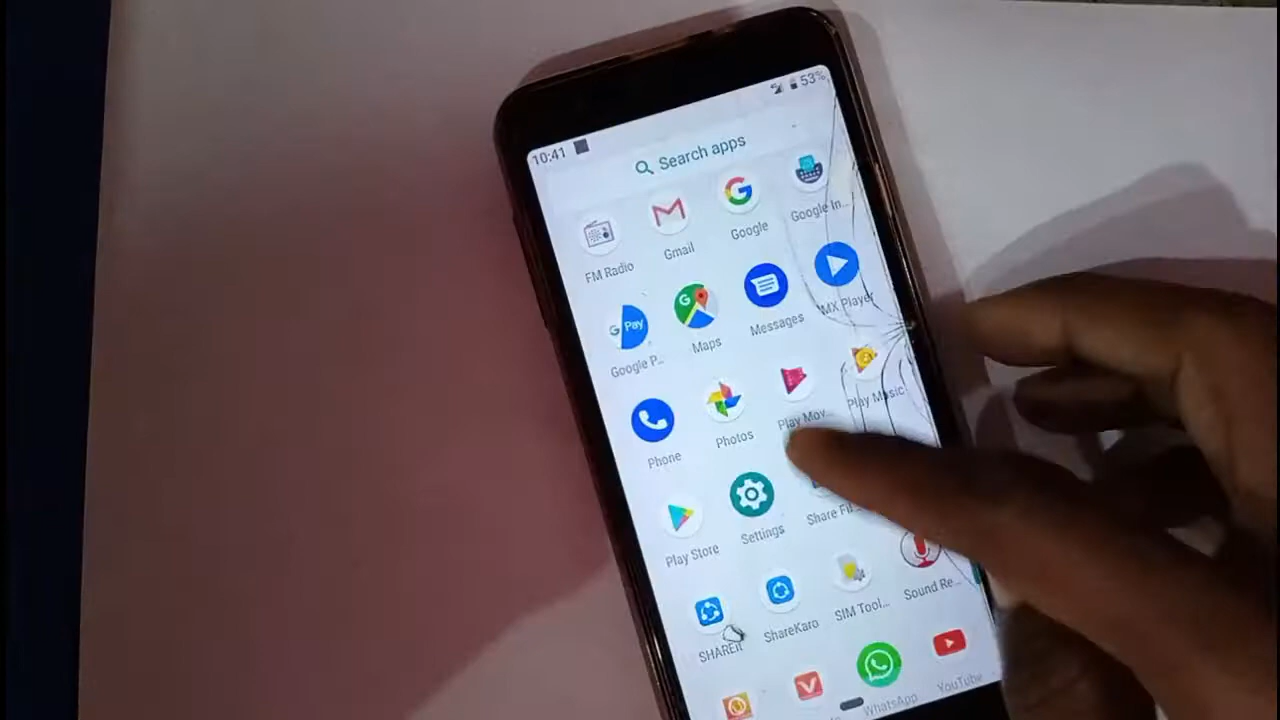 10:41
53%
Search apps
FM Radio
Gmail
Google
Google In...
G Pay
Google P...
Maps
Messages
MX Player
Phone
Photos
Play Mov...
Play Music
Play Store
Settings
Share
SHAREit
ShareKaro
SIM Tool...
Sound Re...
WhatsApp
YouTube